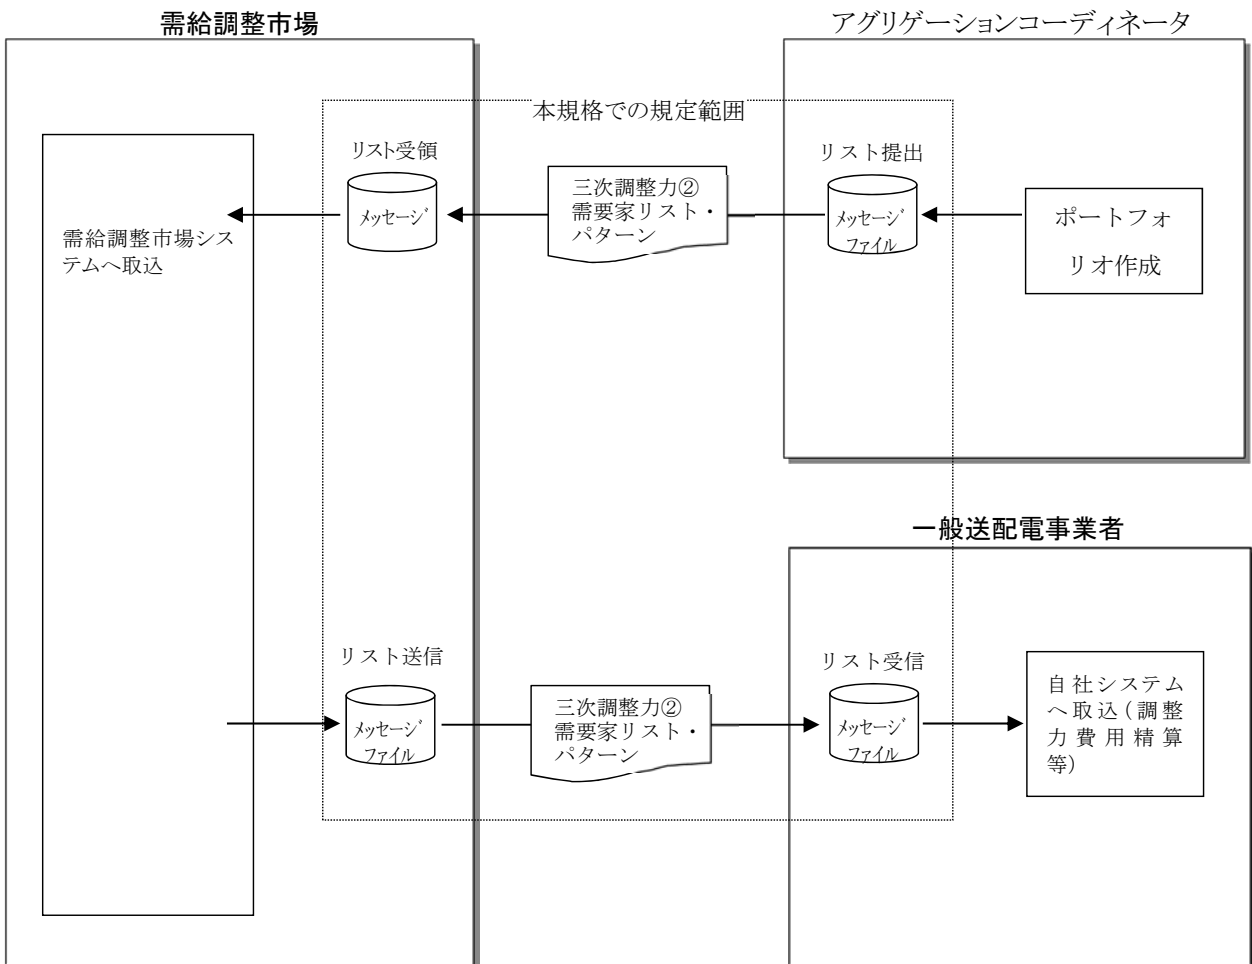 需給調整市場
アグリゲーションコーディネータ
本規格での規定範囲
リスト受領
メッセージ
三次調整力②
需要家リスト・
パターン
リスト提出
メッセージ
ファイル
ポートフォ
リオ作成
需給調整市場シス
テムへ取込
一般送配電事業者
リスト送信
メッセージ
ファイル
三次調整力②
需要家リスト・
パターン
リスト受信
メッセージ
ファイル
自社システム
へ取込(調整
力費用精算
等)